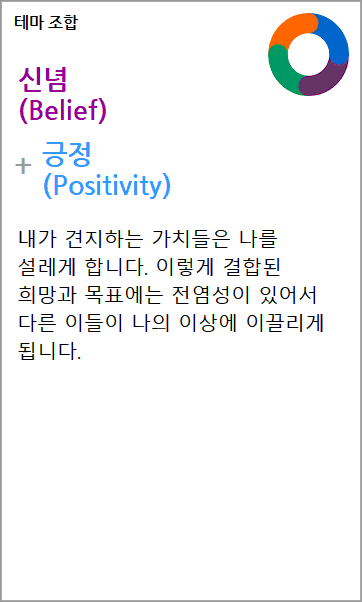 테마 조합
신념
(Belief)
+ 긍정
(Positivity)
내가 견지하는 가치들은 나를
설레게 합니다. 이렇게 결합된
희망과 목표에는 전염성이 있어서
다른 이들이 나의 이상에 이끌리게
됩니다.